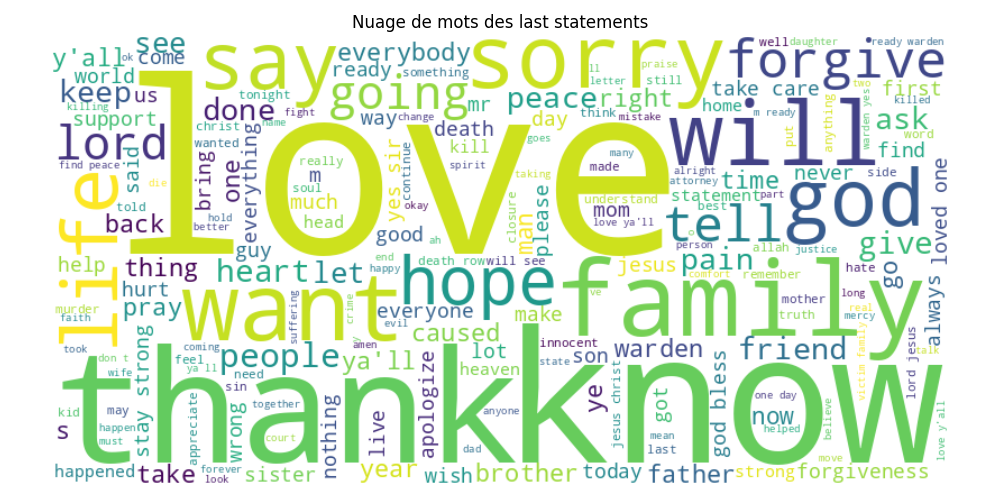 Nuage de mots des last statements
y'all
ok
see
come
say
everybody
sorry
ll
praise
still
letter
forgive
well
daughter
ready warden
world
keep
us
tonight
ready
something
going
mr
peace
right
take care
home
first
two
killed
killing
support
done
fight
name
way
change
day
think
mistake
m ready
put
anything
warden yes
ask
word
lord
christ
wanted
death
kill
goes
love
will
find
find peace
said
bring
one
everything
really
m
soul
much
head
yes sir
continue
spirit
taking
many
made
alright
attorney
understand
time
never
side
statement
part
best
god
life
die
told
back
hold
better
guy
good
okay
ah
closure
man
please
mom
love ya'll
tell
person
o
allah
justice
give
always loved one
help
thing
heart
let
happy
end
death row
will see
jesus
pain
comfort
remember
hate
go
hurt
murder
faith
pray
want
suffering
crime
my
evil
hope
everyone
make
've
family
mother
truth
long
real
mercy
took
don t
stay strong
coming
feel
ya'll
people
need
amen
ya'll
caused
lot
heaven
innocent
state
son
warden
friend
victim family
lord jesus
talk
wife
kid
s
may
happen
must
thank
appreciate
wrong
sin
together
court
nothing
live
apologize
dad
anyone
know
ye
jesus christ
got
mean
last
god bless
one day
now
helped
believe
move
love y'all
happened
take
forever
look
sister
year
wish
brother
today
father
strong
forgiveness